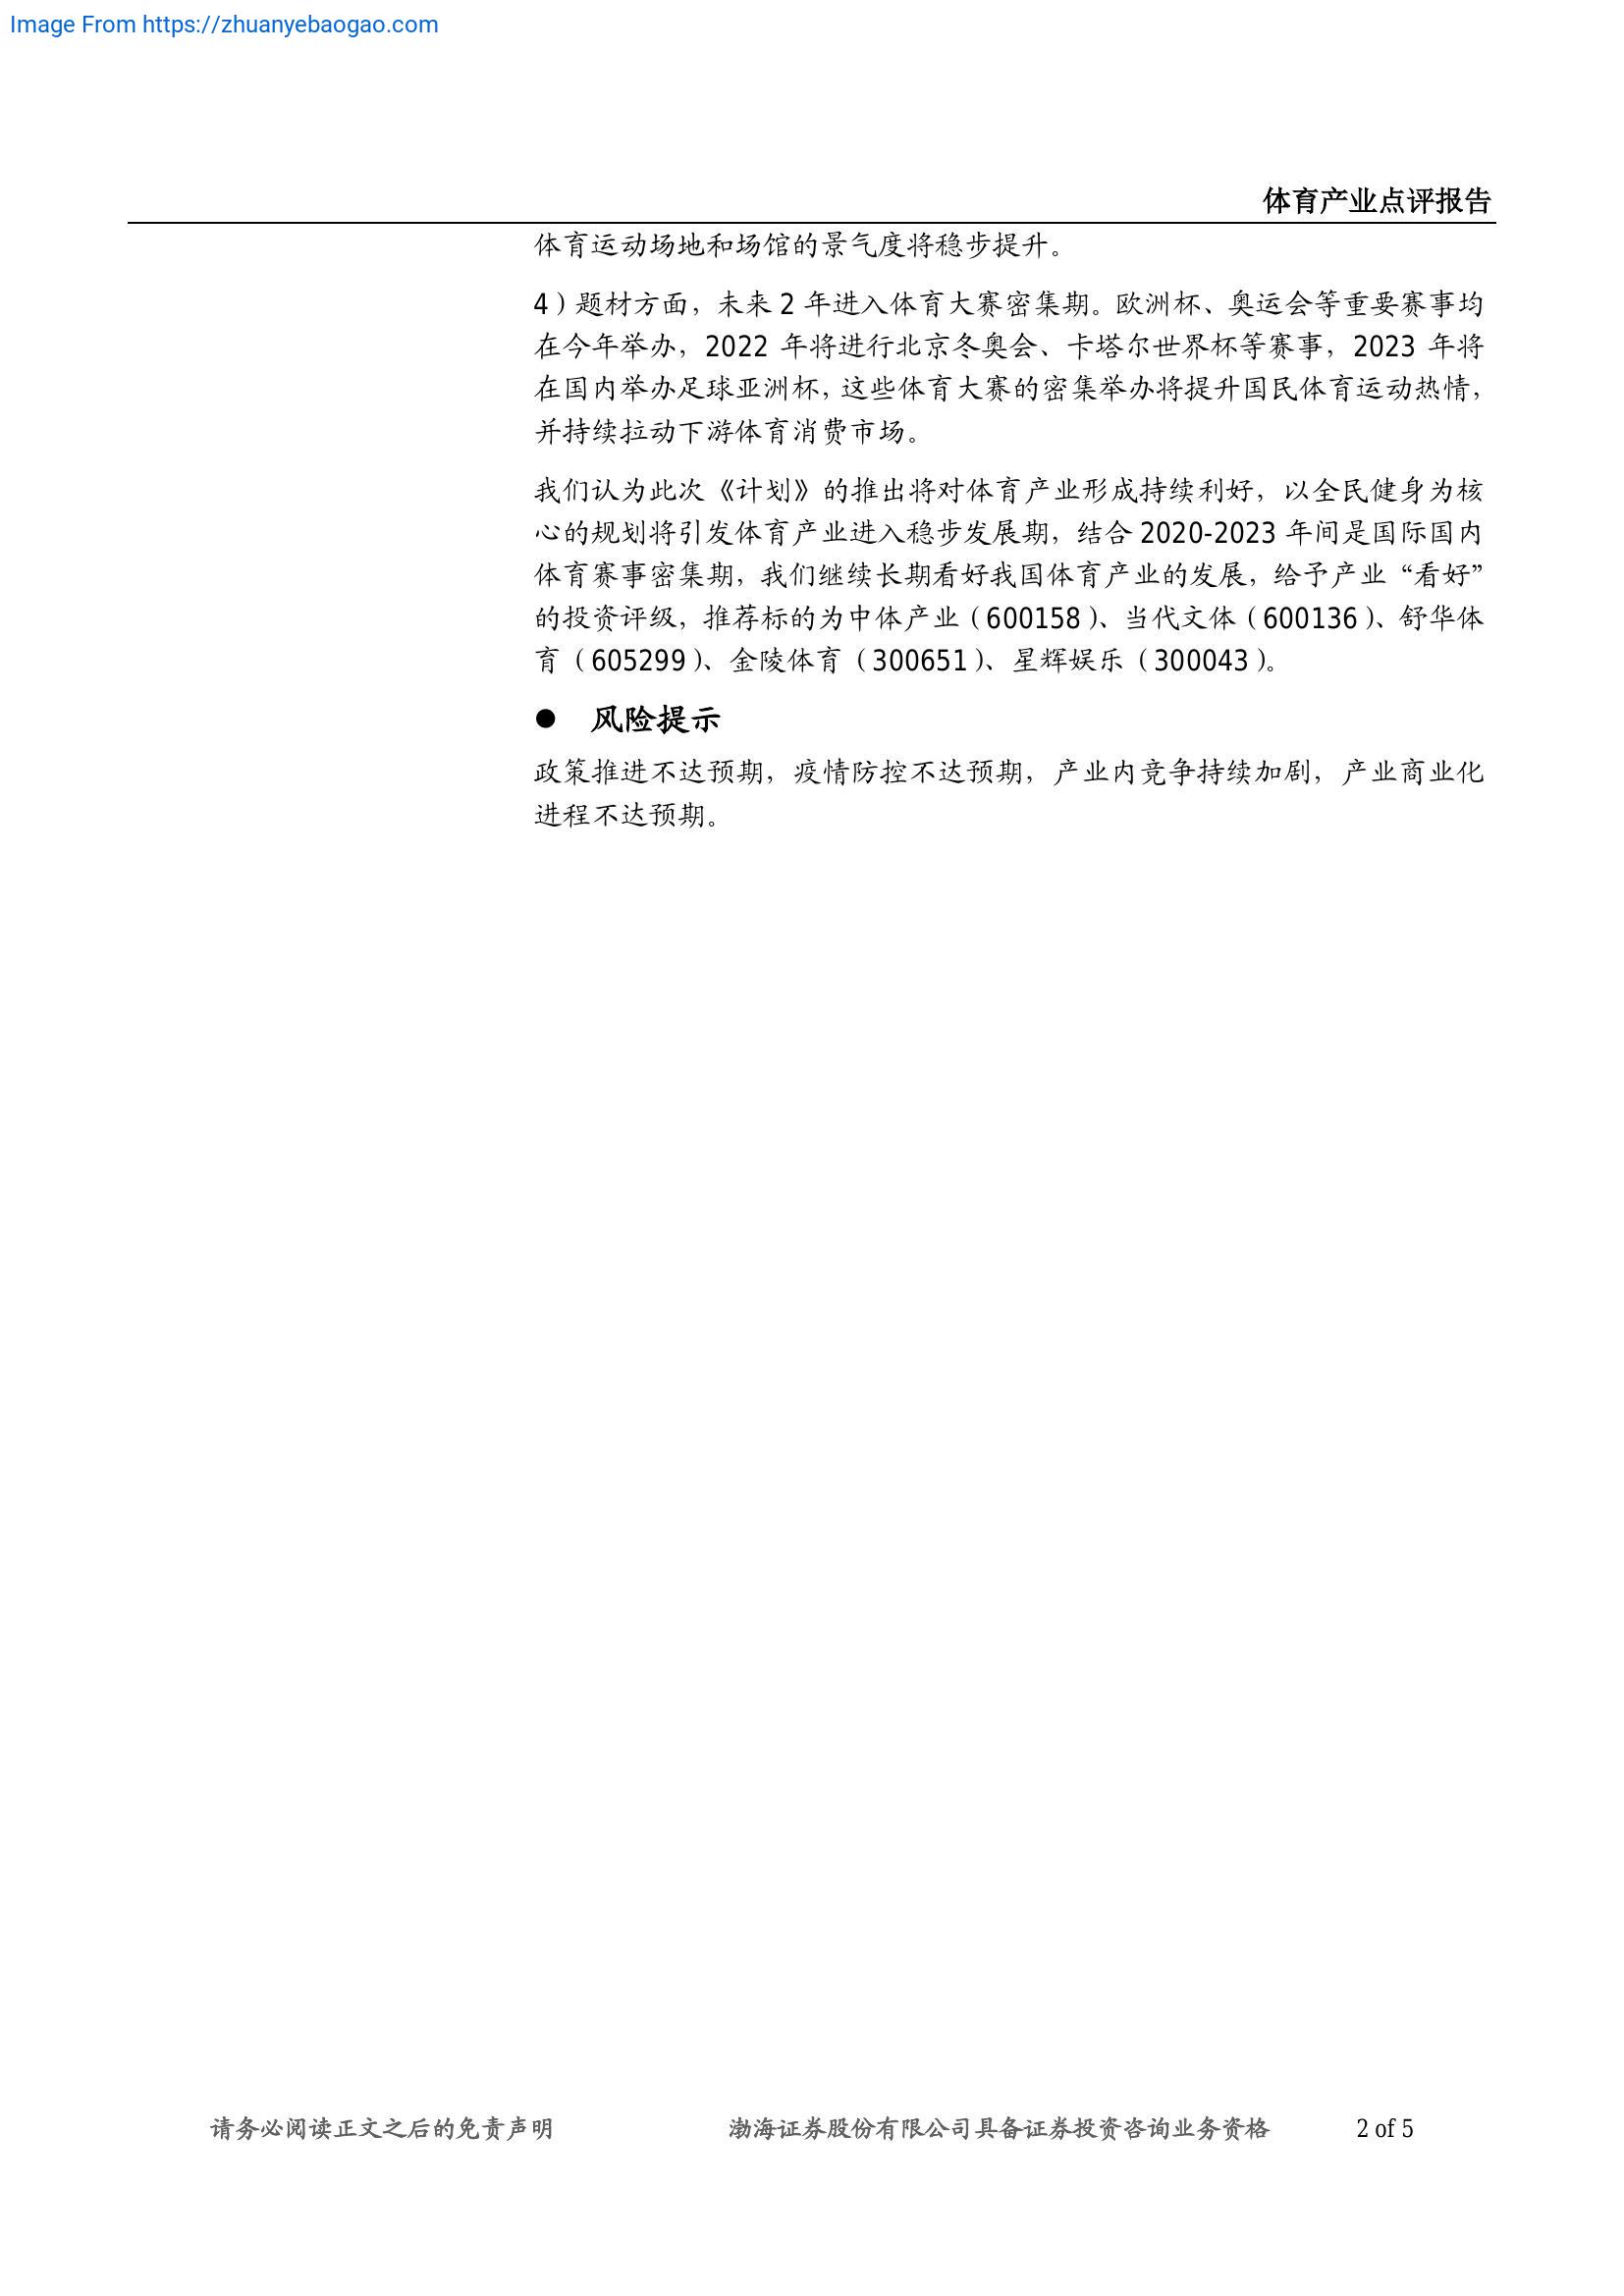 Image From https://zhuanyebaogao.com
体育产业点评报告
体育运动场地和场馆的景气度将稳步提升。
4）题材方面，未来 2 年进入体育大赛密集期。欧洲杯、奥运会等重要赛事均
在今年举办，2022 年将进行北京冬奥会、卡塔尔世界杯等赛事，2023 年将
在国内举办足球亚洲杯，这些体育大赛的密集举办将提升国民体育运动热情，
并持续拉动下游体育消费市场。
我们认为此次《计划》的推出将对体育产业形成持续利好，以全民健身为核
心的规划将引发体育产业进入稳步发展期，结合 2020-2023 年间是国际国内
体育赛事密集期，我们继续长期看好我国体育产业的发展，给予产业“看好”
的投资评级，推荐标的为中体产业（600158）、当代文体（600136）、舒华体
育（605299）、金陵体育（300651）、星辉娱乐（300043）。
● 风险提示
政策推进不达预期，疫情防控不达预期，产业内竞争持续加剧，产业商业化
进程不达预期。
请务必阅读正文之后的免责声明 渤海证券股份有限公司具备证券投资咨询业务资格 2 of 5